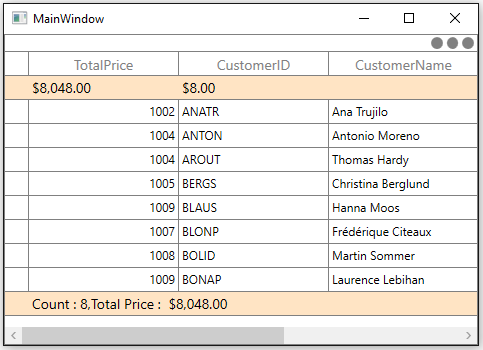 MainWindow
TotalPrice CustomerID CustomerName
$8,048.00 $8.00
1002 ANATR Ana Trujilo
1004 ANTON Antonio Moreno
1004 AROUT Thomas Hardy
1005 BERGS Christina Berglund
1009 BLAUS Hanna Moos
1007 BLONP Frédérique Citeaux
1008 BOLID Martin Sommer
1009 BONAP Laurence Lebihan
Count : 8,Total Price :  $8,048.00